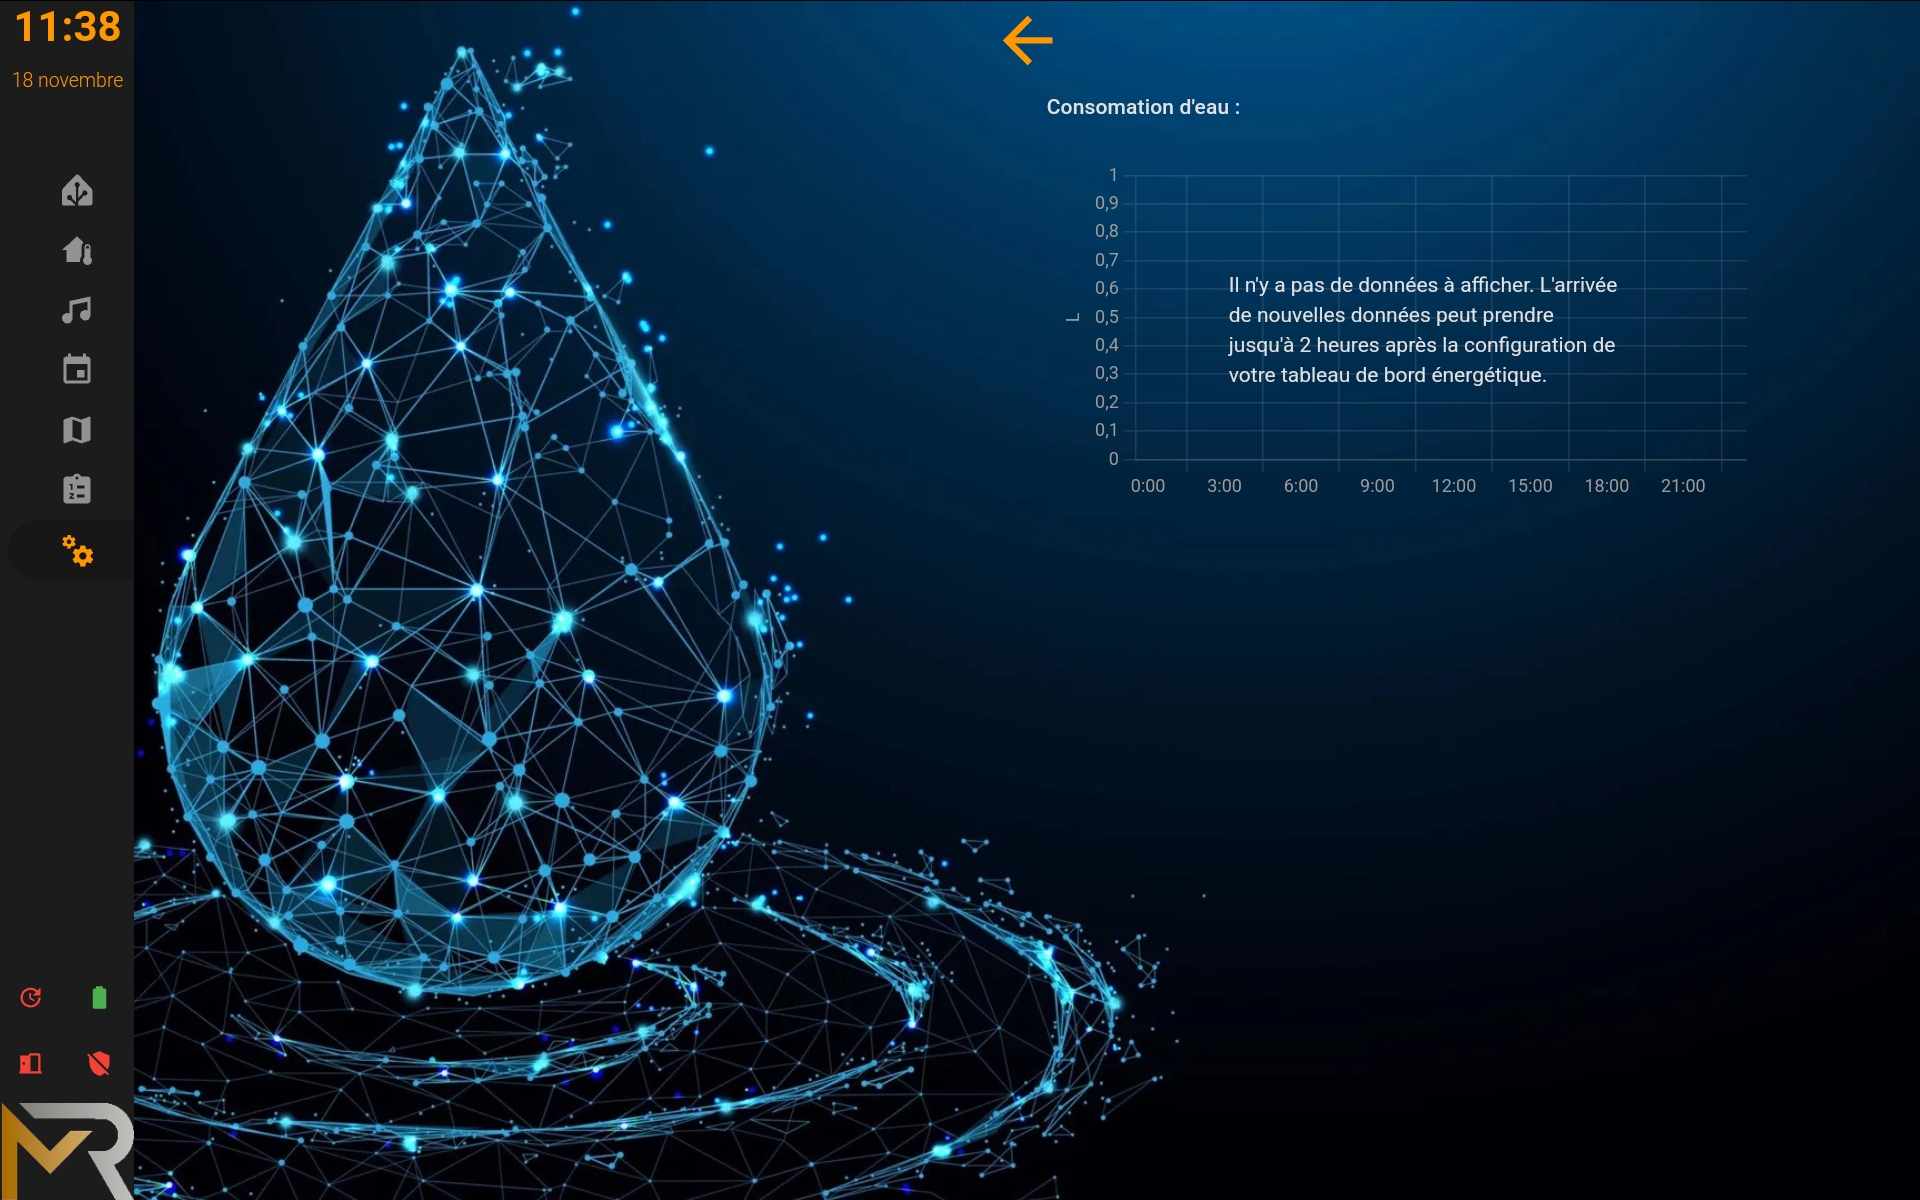 11:38
18 novembre
Consomation d'eau :
1
0,9
0,8
0,7
0,6
0,5
0,4
0,3
0,2
0,1
0
L
Il n'y a pas de données à afficher. L'arrivée
de nouvelles données peut prendre
jusqu'à 2 heures après la configuration de
votre tableau de bord énergétique.
0:00 3:00 6:00 9:00 12:00 15:00 18:00 21:00
MR